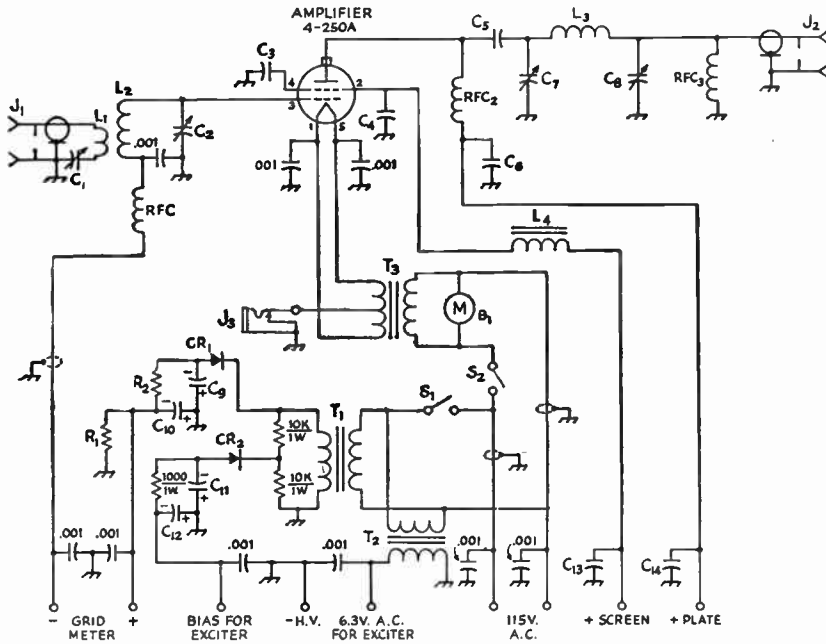 AMPLIFIER
4-250A
C5
L3
J2
C3
4
2
3
1
5
J1
L1
L2
C2
.001
C1
RFC
C4
RFC2
C7
C8
RFC3
C6
.001
.001
L4
T3
J3
M
B1
S2
S1
CR1
R2
C9
C10
R1
CR2
10K
1W
10K
1W
T1
1000
1W
C11
C12
T2
.001
.001
.001
.001
.001
.001
C13
C14
- GRID METER +
BIAS FOR EXCITER
-H.V.
6.3V. A.C. FOR EXCITER
115V. A.C.
+ SCREEN
+ PLATE